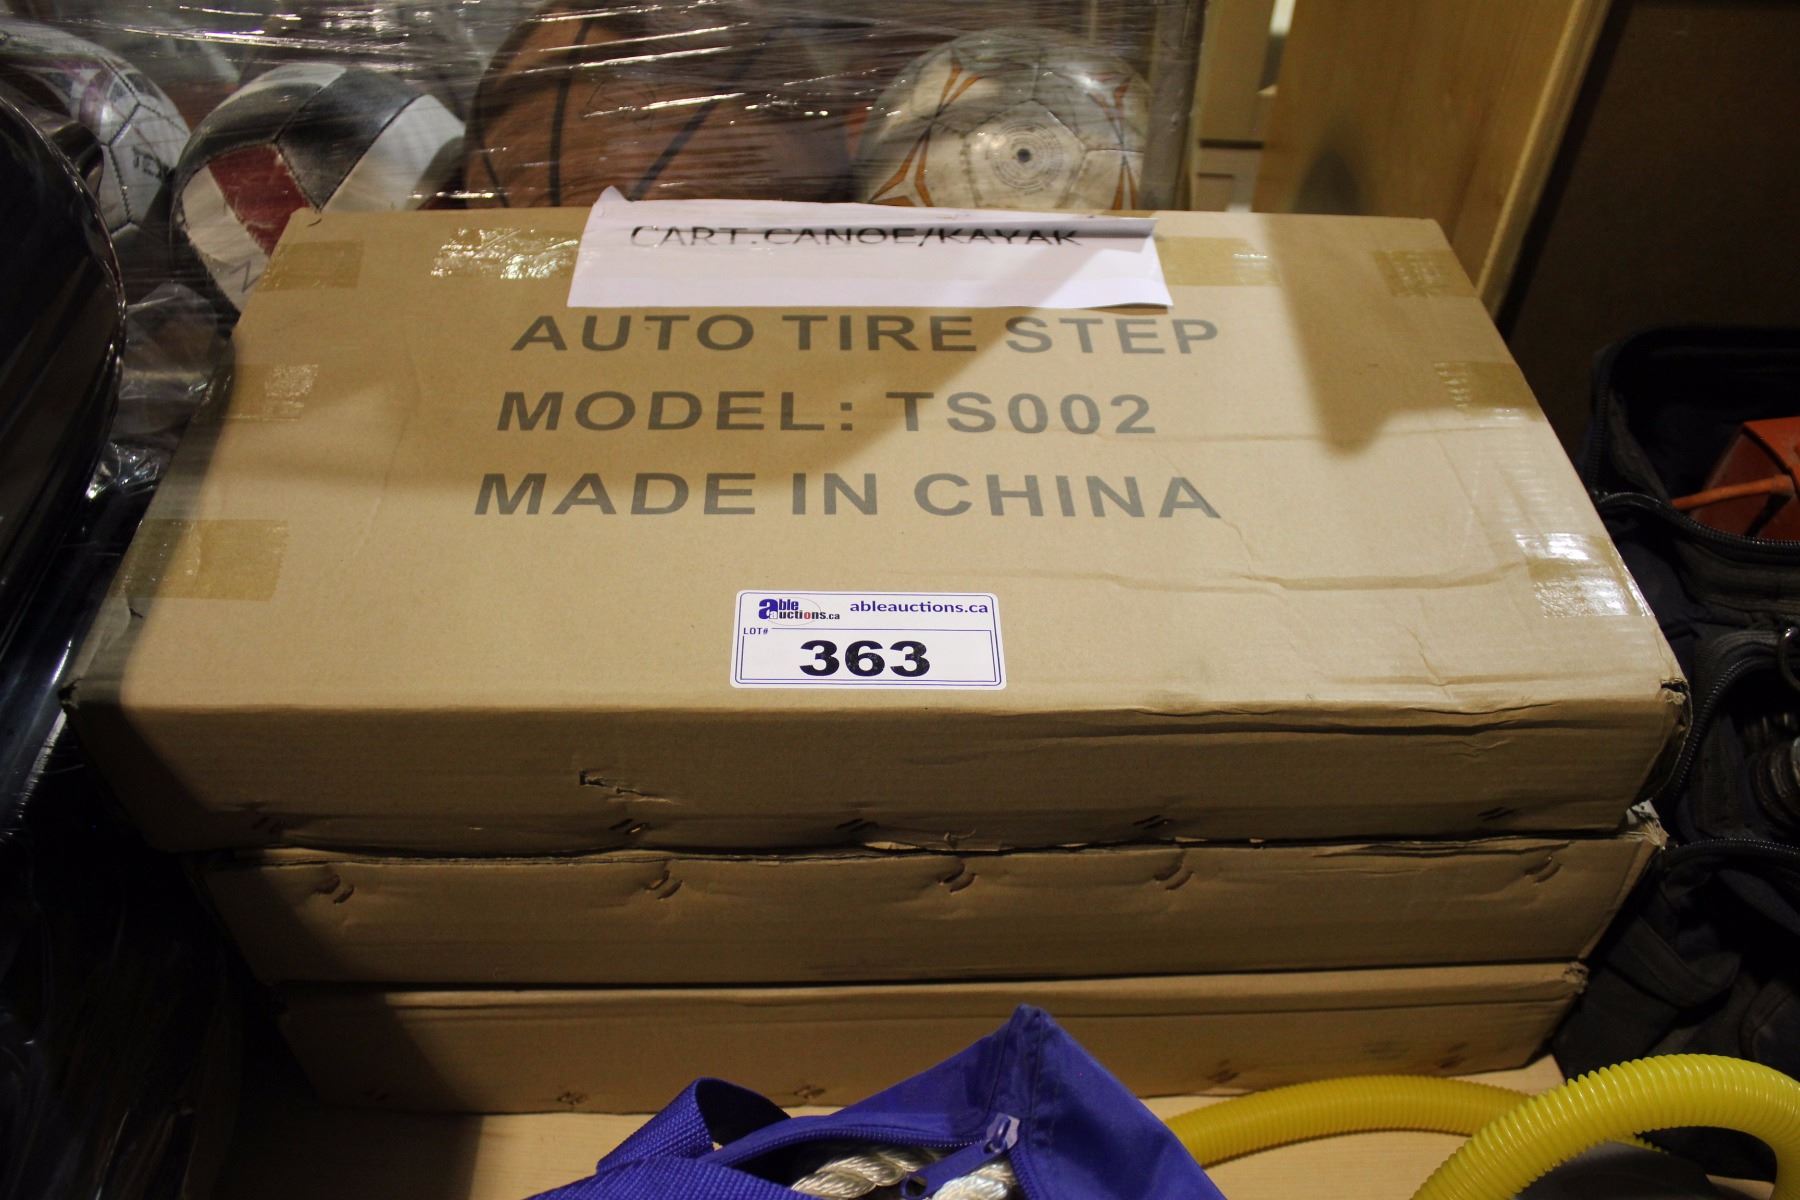 CART-CANOE/KAYAK
AUTO TIRE STEP
MODEL: TS002
MADE IN CHINA
able auctions.ca ableauctions.ca
LOT#
363